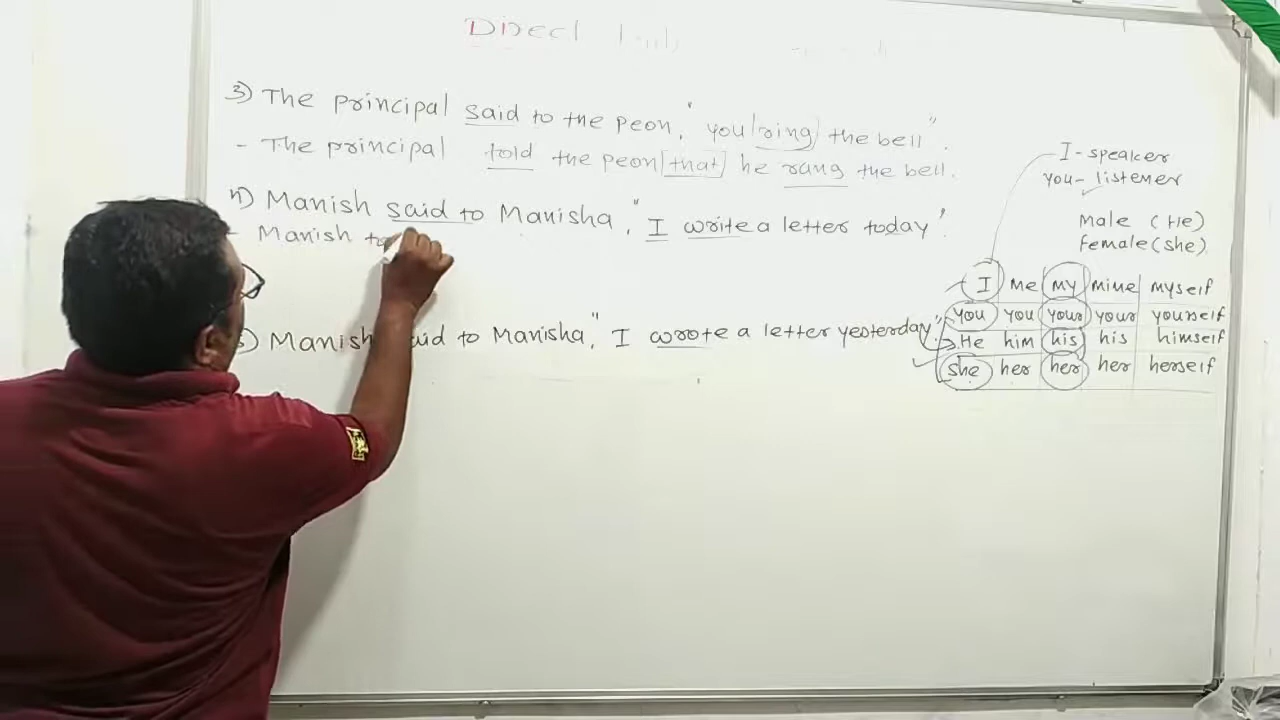 Direct
3) The principal said to the peon, "you ring the bell".
- The principal told the peon that he rang the bell.
4) Manish said to Manisha, "I write a letter today".
- Manish to
5) Manish said to Manisha, "I wrote a letter yesterday"
I - speaker
you - listener
Male (He)
Female (she)
I me my mine myself
you you your your yourself
He him his his himself
she her her her herself